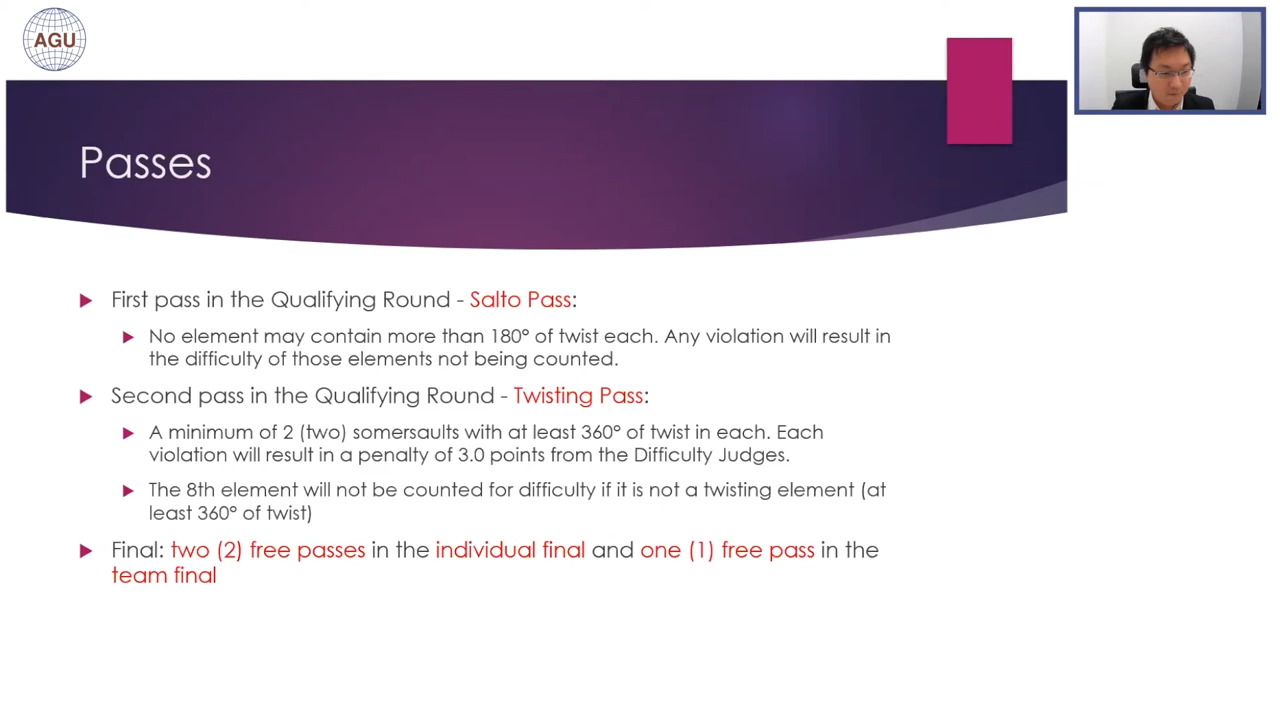 AGU
Passes
First pass in the Qualifying Round - Salto Pass:
No element may contain more than 180° of twist each. Any violation will result in
the difficulty of those elements not being counted.
Second pass in the Qualifying Round - Twisting Pass:
A minimum of 2 (two) somersaults with at least 360° of twist in each. Each
violation will result in a penalty of 3.0 points from the Difficulty Judges.
The 8th element will not be counted for difficulty if it is not a twisting element (at
least 360° of twist)
Final: two (2) free passes in the individual final and one (1) free pass in the
team final